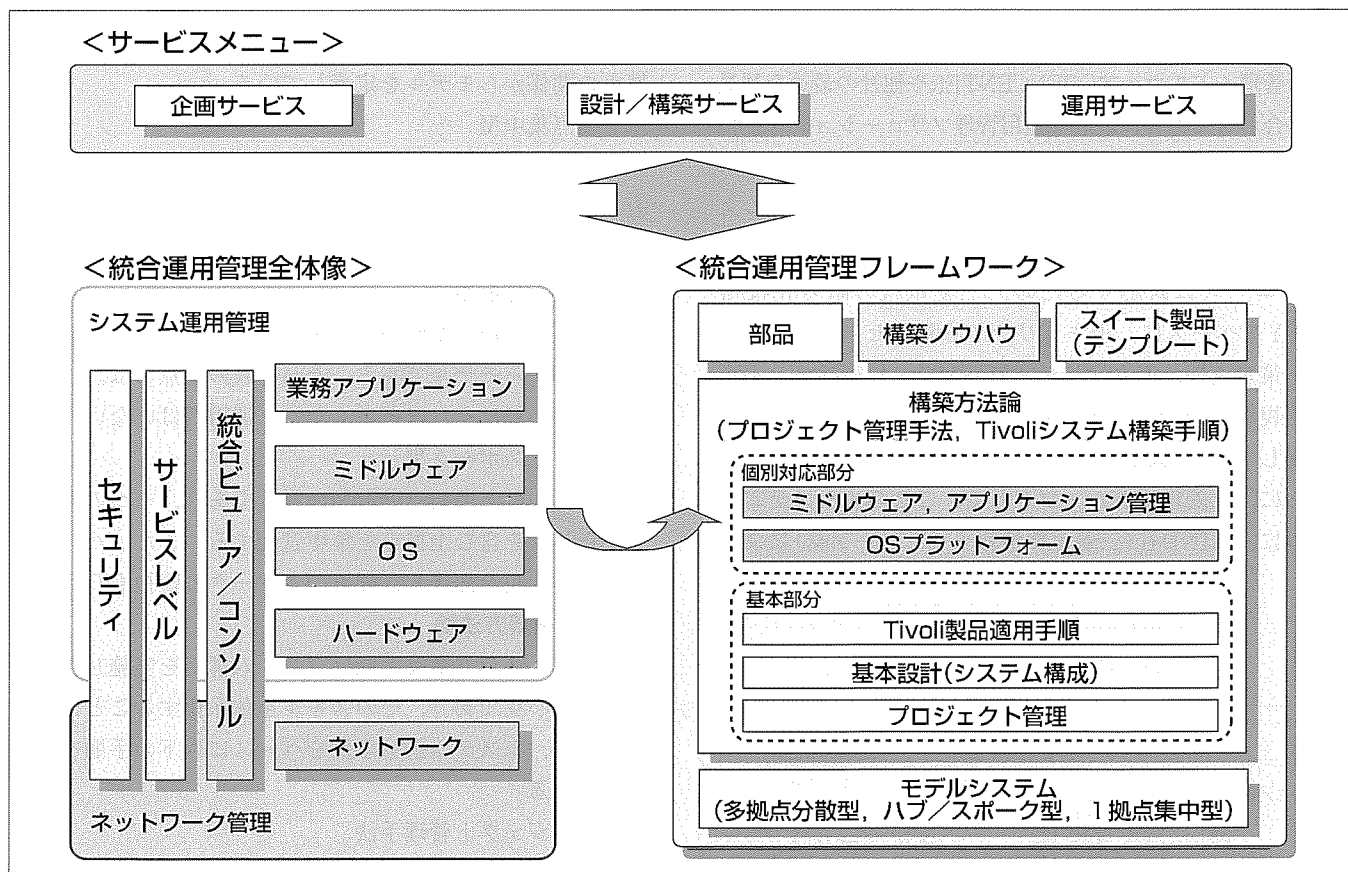 <サービスメニュー>
企画サービス
設計/構築サービス
運用サービス
<統合運用管理全体像>
システム運用管理
セキュリティ
サービスレベル
統合ビューア/コンソール
業務アプリケーション
ミドルウェア
OS
ハードウェア
ネットワーク
ネットワーク管理
<統合運用管理フレームワーク>
部品
構築ノウハウ
スイート製品
(テンプレート)
構築方法論
(プロジェクト管理手法,Tivoliシステム構築手順)
個別対応部分
ミドルウェア,アプリケーション管理
OSプラットフォーム
基本部分
Tivoli製品適用手順
基本設計(システム構成)
プロジェクト管理
モデルシステム
(多拠点分散型,ハブ/スポーク型,1拠点集中型)